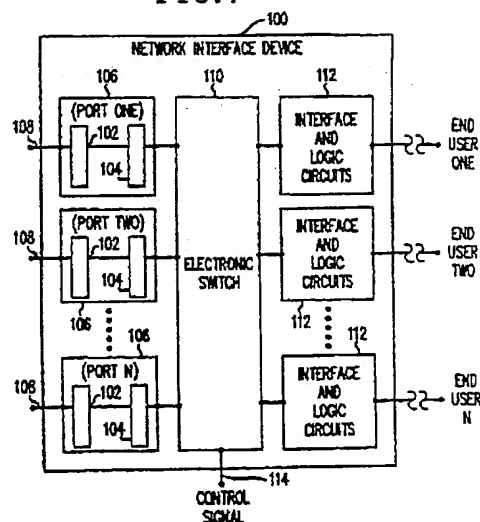 FIG.
100
NETWORK INTERFACE DEVICE
106
110
112
(PORT ONE)
108
102
104
INTERFACE
AND
LOGIC
CIRCUITS
END
USER
ONE
(PORT TWO)
108
102
104
106
ELECTRONIC
SWITCH
INTERFACE
AND
LOGIC
CIRCUITS
112
END
USER
TWO
106
112
(PORT N)
108
102
104
INTERFACE
AND
LOGIC
CIRCUITS
END
USER
N
114
CONTROL
SIGNAL